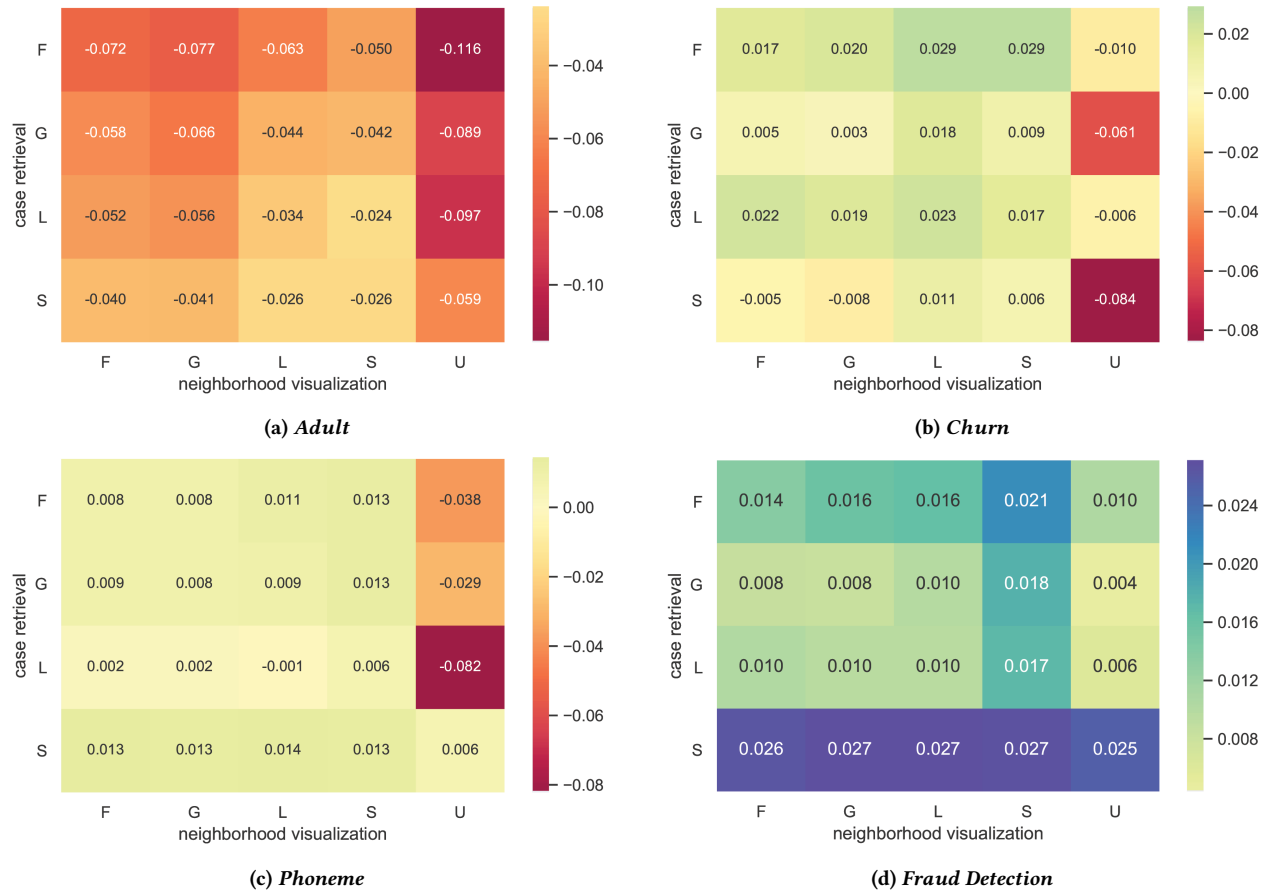 F -0.072 -0.077 -0.063 -0.050 -0.116
G -0.058 -0.066 -0.044 -0.042 -0.089
L -0.052 -0.056 -0.034 -0.024 -0.097
S -0.040 -0.041 -0.026 -0.026 -0.059
F G L S U
case retrieval
neighborhood visualization
−0.04
−0.06
−0.08
−0.10
(a) Adult
F 0.017 0.020 0.029 0.029 -0.010
G 0.005 0.003 0.018 0.009 -0.061
L 0.022 0.019 0.023 0.017 -0.006
S -0.005 -0.008 0.011 0.006 -0.084
F G L S U
case retrieval
neighborhood visualization
0.02
0.00
−0.02
−0.04
−0.06
−0.08
(b) Churn
F 0.008 0.008 0.011 0.013 -0.038
G 0.009 0.008 0.009 0.013 -0.029
L 0.002 0.002 -0.001 0.006 -0.082
S 0.013 0.013 0.014 0.013 0.006
F G L S U
case retrieval
neighborhood visualization
0.00
−0.02
−0.04
−0.06
−0.08
(c) Phoneme
F 0.014 0.016 0.016 0.021 0.010
G 0.008 0.008 0.010 0.018 0.004
L 0.010 0.010 0.010 0.017 0.006
S 0.026 0.027 0.027 0.027 0.025
F G L S U
case retrieval
neighborhood visualization
0.024
0.020
0.016
0.012
0.008
(d) Fraud Detection